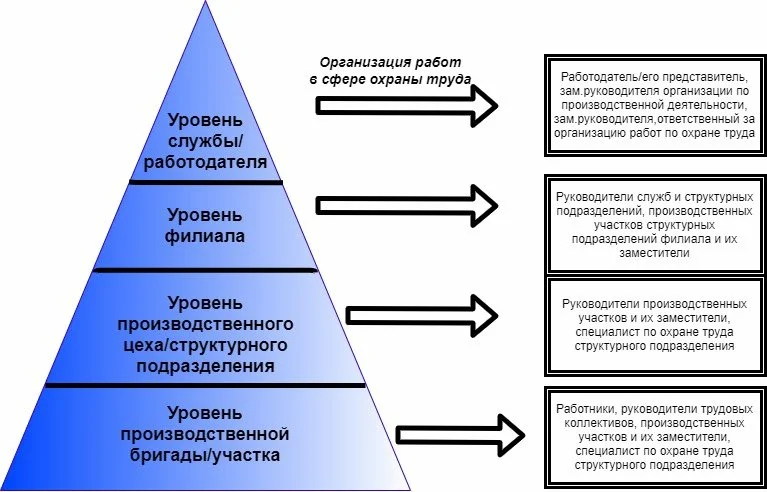 Организация работ
в сфере охраны труда
Уровень
службы/
работодателя
Работодатель/его представитель,
зам.руководителя организации по
производственной деятельности,
зам.руководителя,ответственный за
организацию работ по охране труда
Уровень
филиала
Руководители служб и структурных
подразделений, производственных
участков структурных
подразделений филиала и их
заместители
Уровень
производственного
цеха/структурного
подразделения
Руководители производственных
участков и их заместители,
специалист по охране труда
структурного подразделения
Уровень
производственной
бригады/участка
Работники, руководители трудовых
коллективов, производственных
участков и их заместители,
специалист по охране труда
структурного подразделения